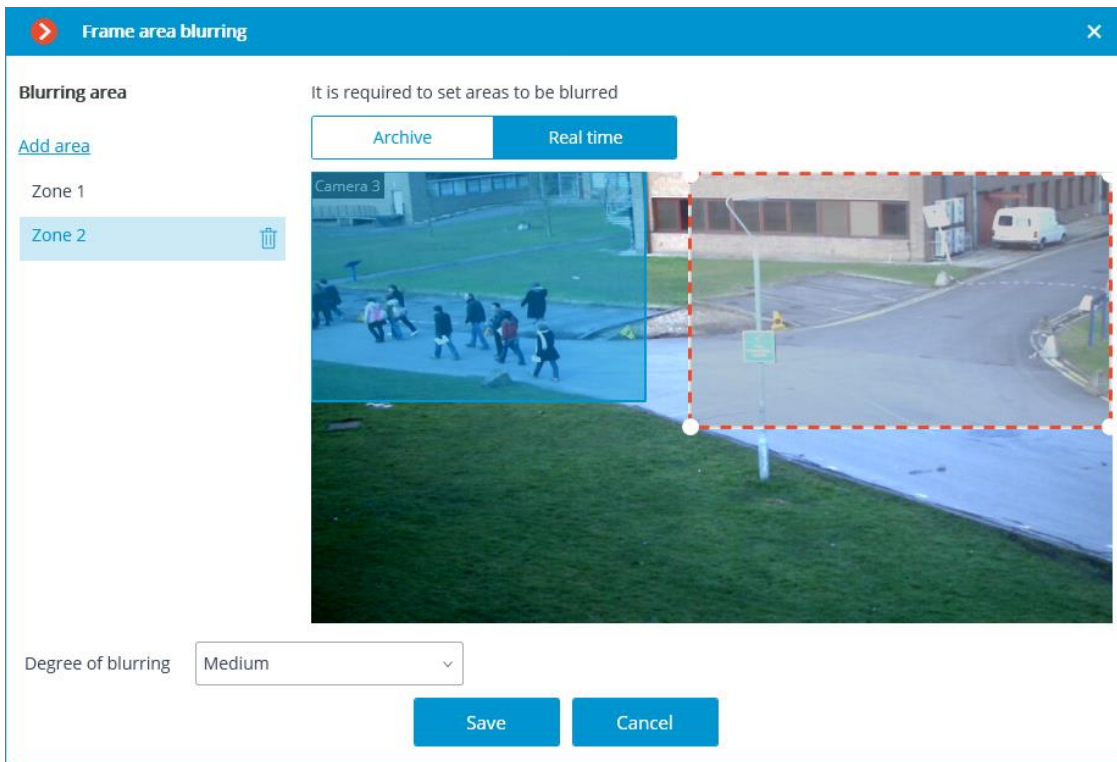 Frame area blurring
Blurring area
It is required to set areas to be blurred
Archive
Real time
Add area
Zone 1
Zone 2
Camera 3
Degree of blurring
Medium
Save
Cancel